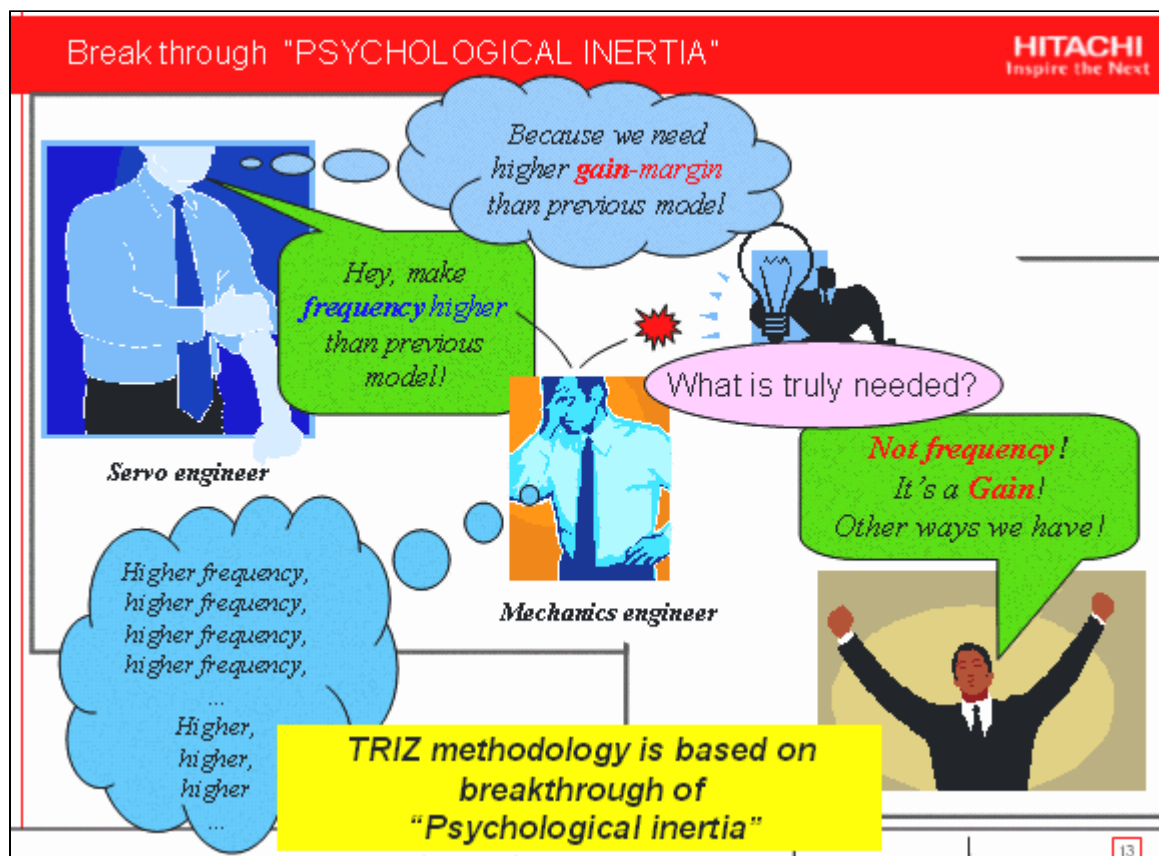 Break through "PSYCHOLOGICAL INERTIA"
HITACHI
Inspire the Next
Because we need
higher gain-margin
than previous model
Hey, make
frequency higher
than previous
model!
What is truly needed?
Servo engineer
Not frequency!
It's a Gain!
Other ways we have!
Mechanics engineer
Higher frequency,
higher frequency,
higher frequency,
higher frequency,
...
Higher,
higher,
higher
...
TRIZ methodology is based on
breakthrough of
"Psychological inertia"
13